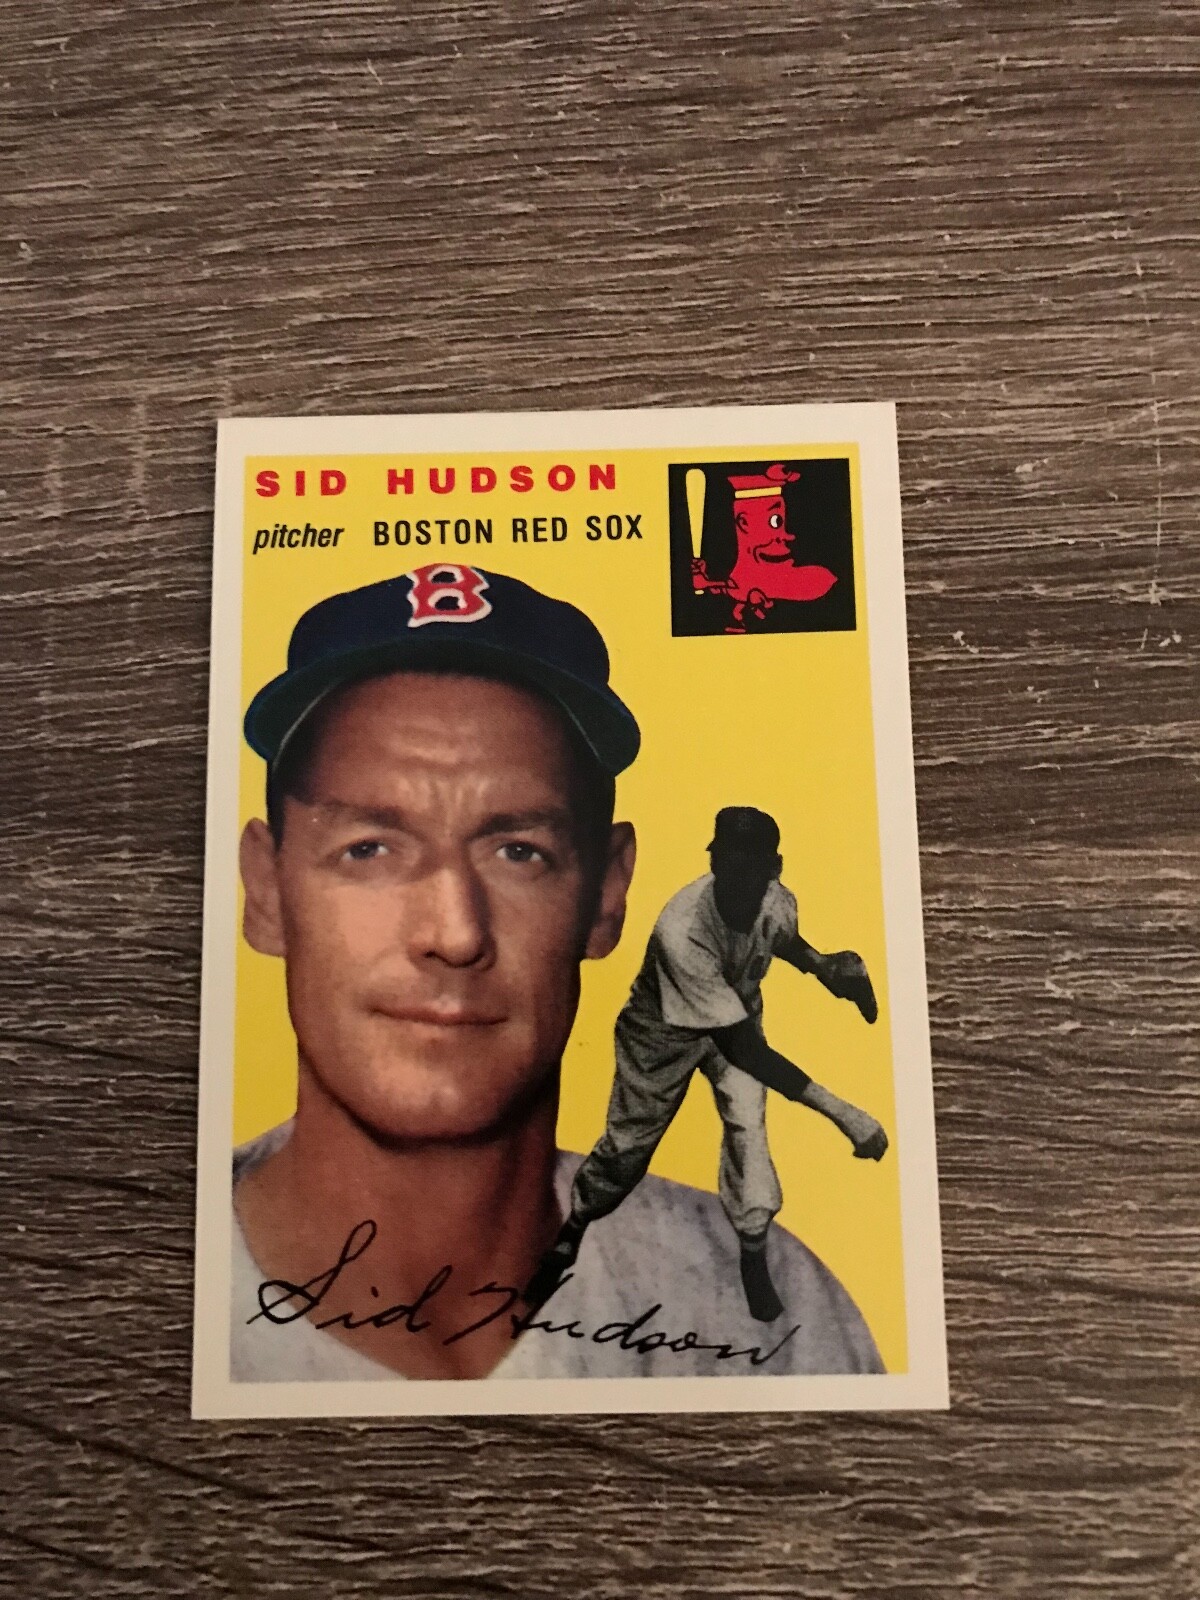 SID HUDSON
pitcher BOSTON RED SOX
B
Sid Hudson